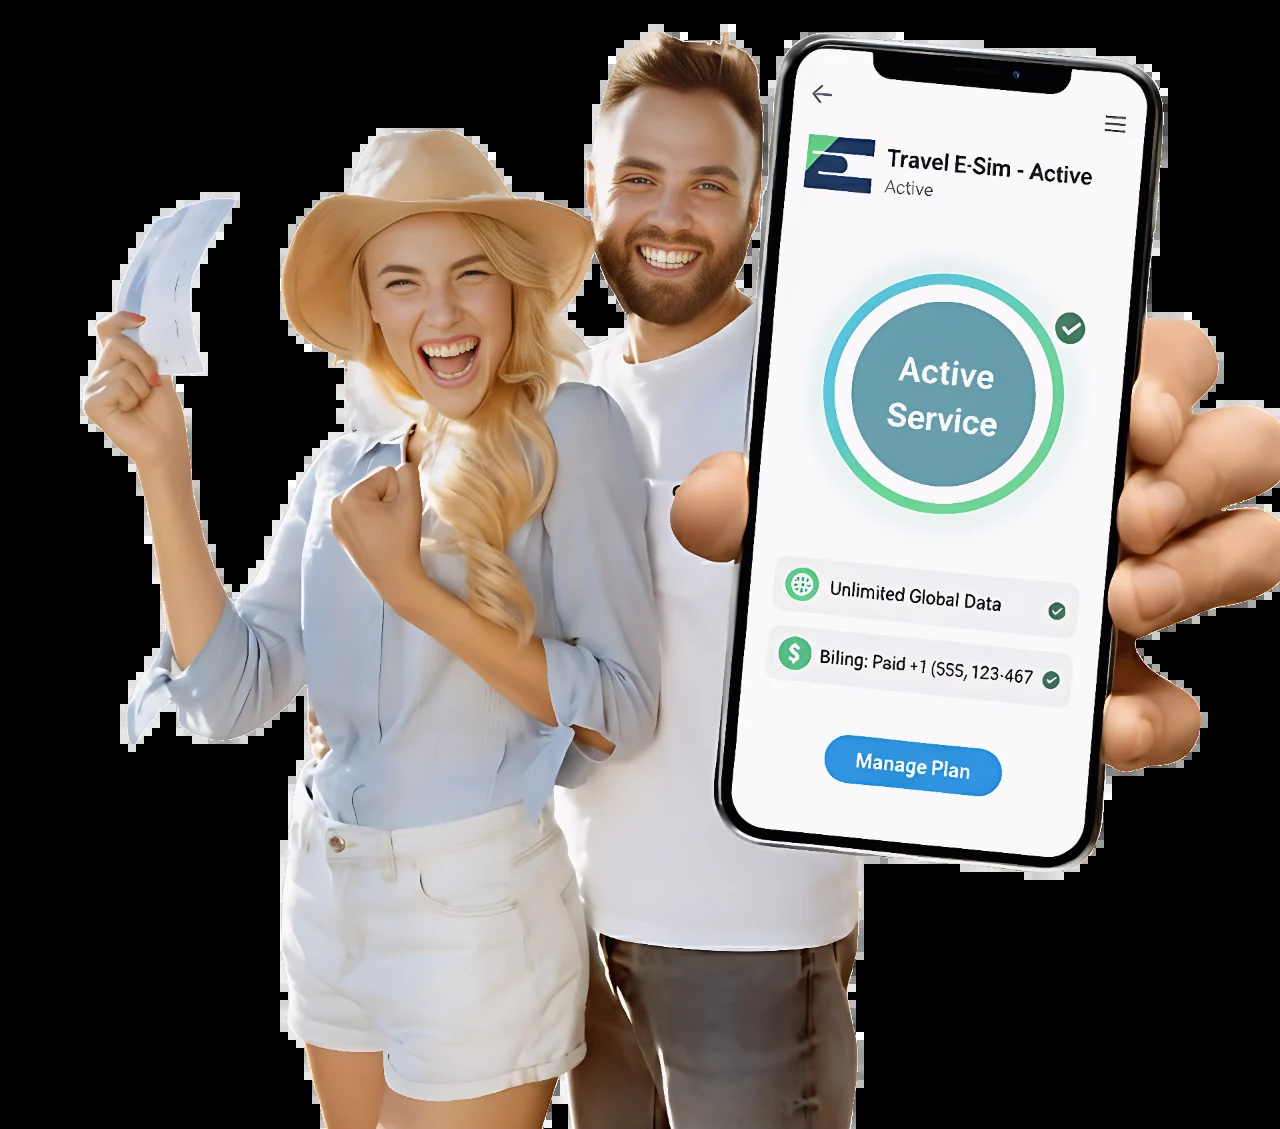 Travel E-Sim - Active
Active
Active
Service
Unlimited Global Data
Biling: Paid +1 (555, 123-467
Manage Plan